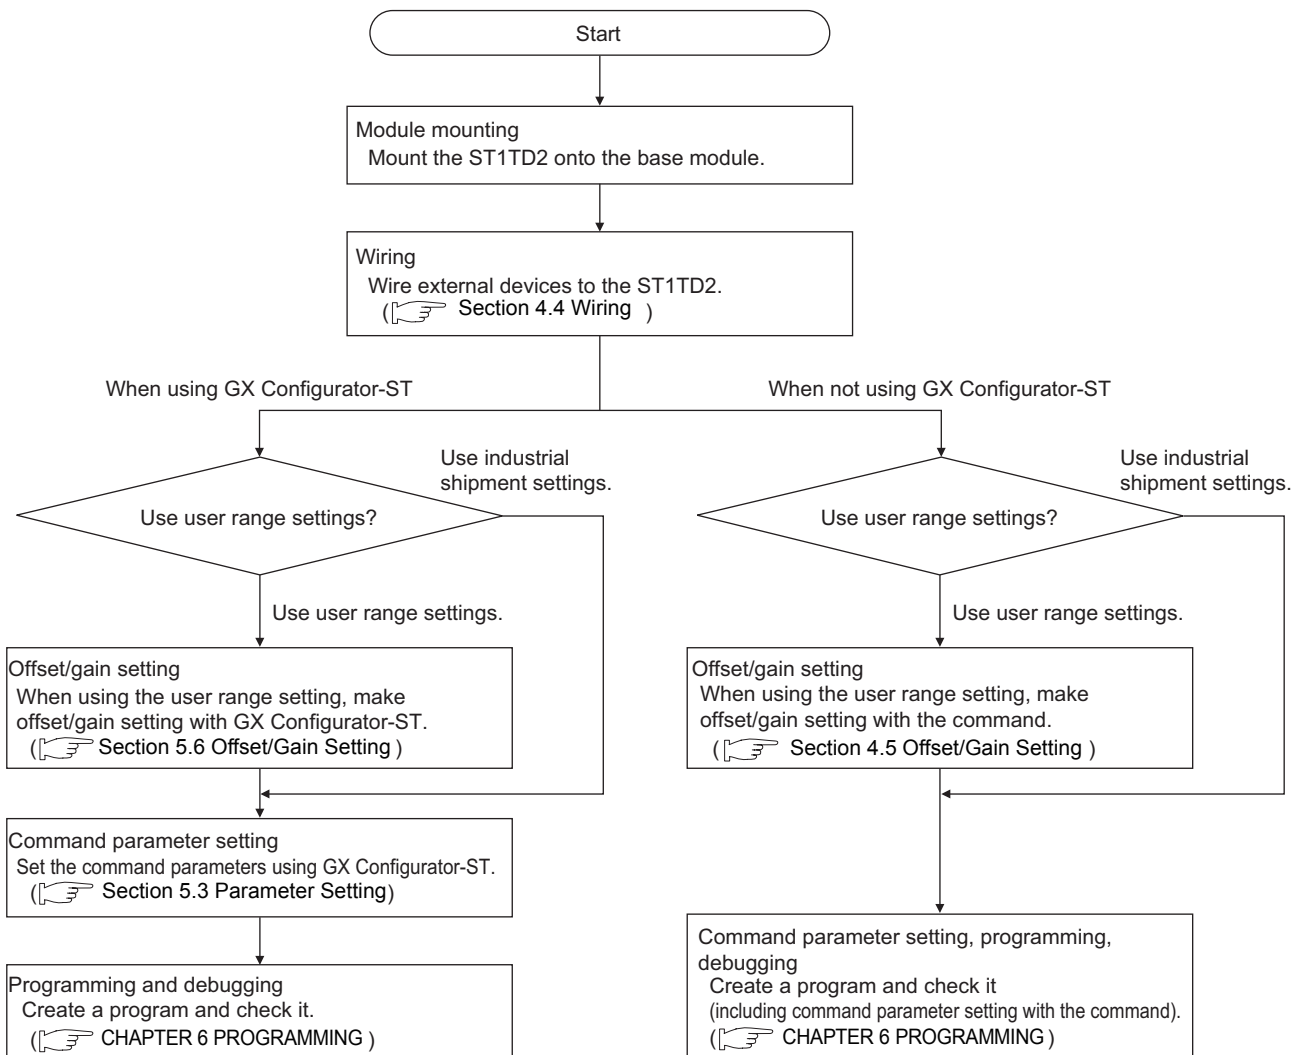 Start
Module mounting
Mount the ST1TD2 onto the base module.
Wiring
Wire external devices to the ST1TD2.
( Section 4.4 Wiring )
When using GX Configurator-ST
When not using GX Configurator-ST
Use industrial
shipment settings.
Use user range settings?
Use user range settings.
Offset/gain setting
When using the user range setting, make
offset/gain setting with GX Configurator-ST.
( Section 5.6 Offset/Gain Setting )
Command parameter setting
Set the command parameters using GX Configurator-ST.
( Section 5.3 Parameter Setting)
Programming and debugging
Create a program and check it.
( CHAPTER 6 PROGRAMMING )
Use industrial
shipment settings.
Use user range settings?
Use user range settings.
Offset/gain setting
When using the user range setting, make
offset/gain setting with the command.
( Section 4.5 Offset/Gain Setting )
Command parameter setting, programming,
debugging
Create a program and check it
(including command parameter setting with the command).
( CHAPTER 6 PROGRAMMING )